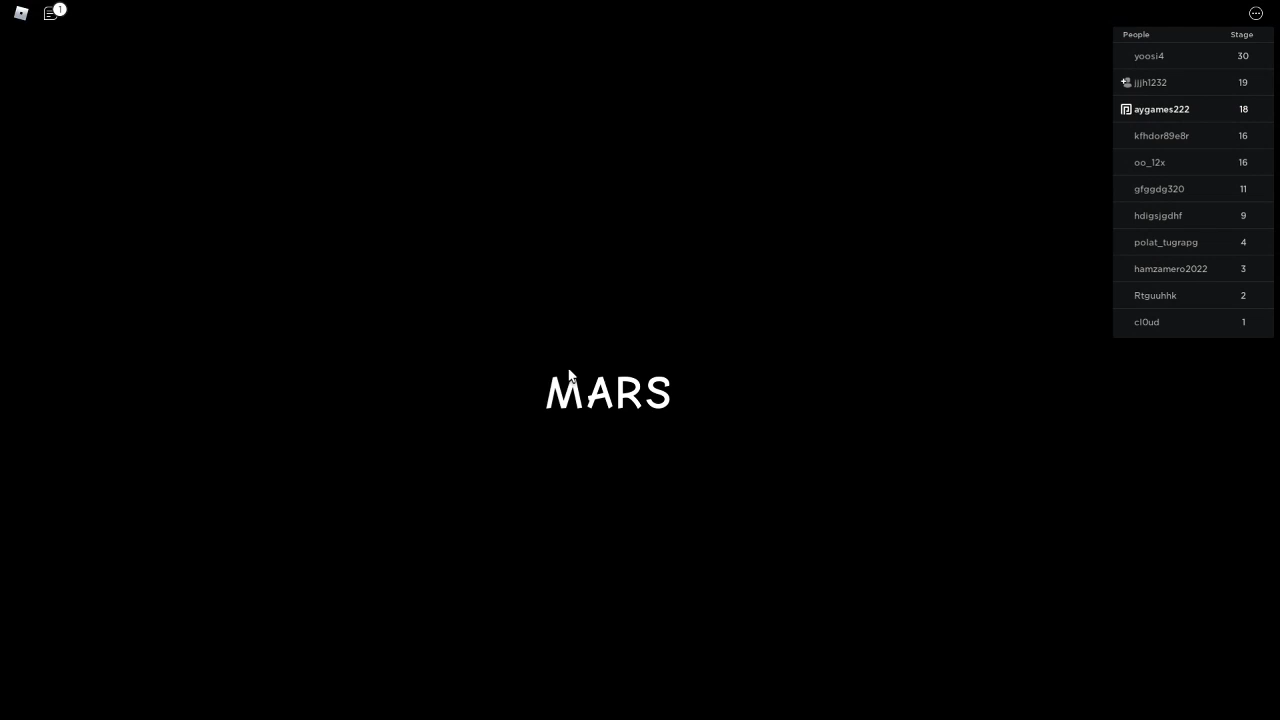 1
People Stage
yoosi4 30
jjjh1232 19
aygames222 18
kfhdor89e8r 16
oo_12x 16
gfggdg320 11
hdigsjgdhf 9
polat_tugrapg 4
hamzamero2022 3
Rtguuhhk 2
cl0ud 1
MARS